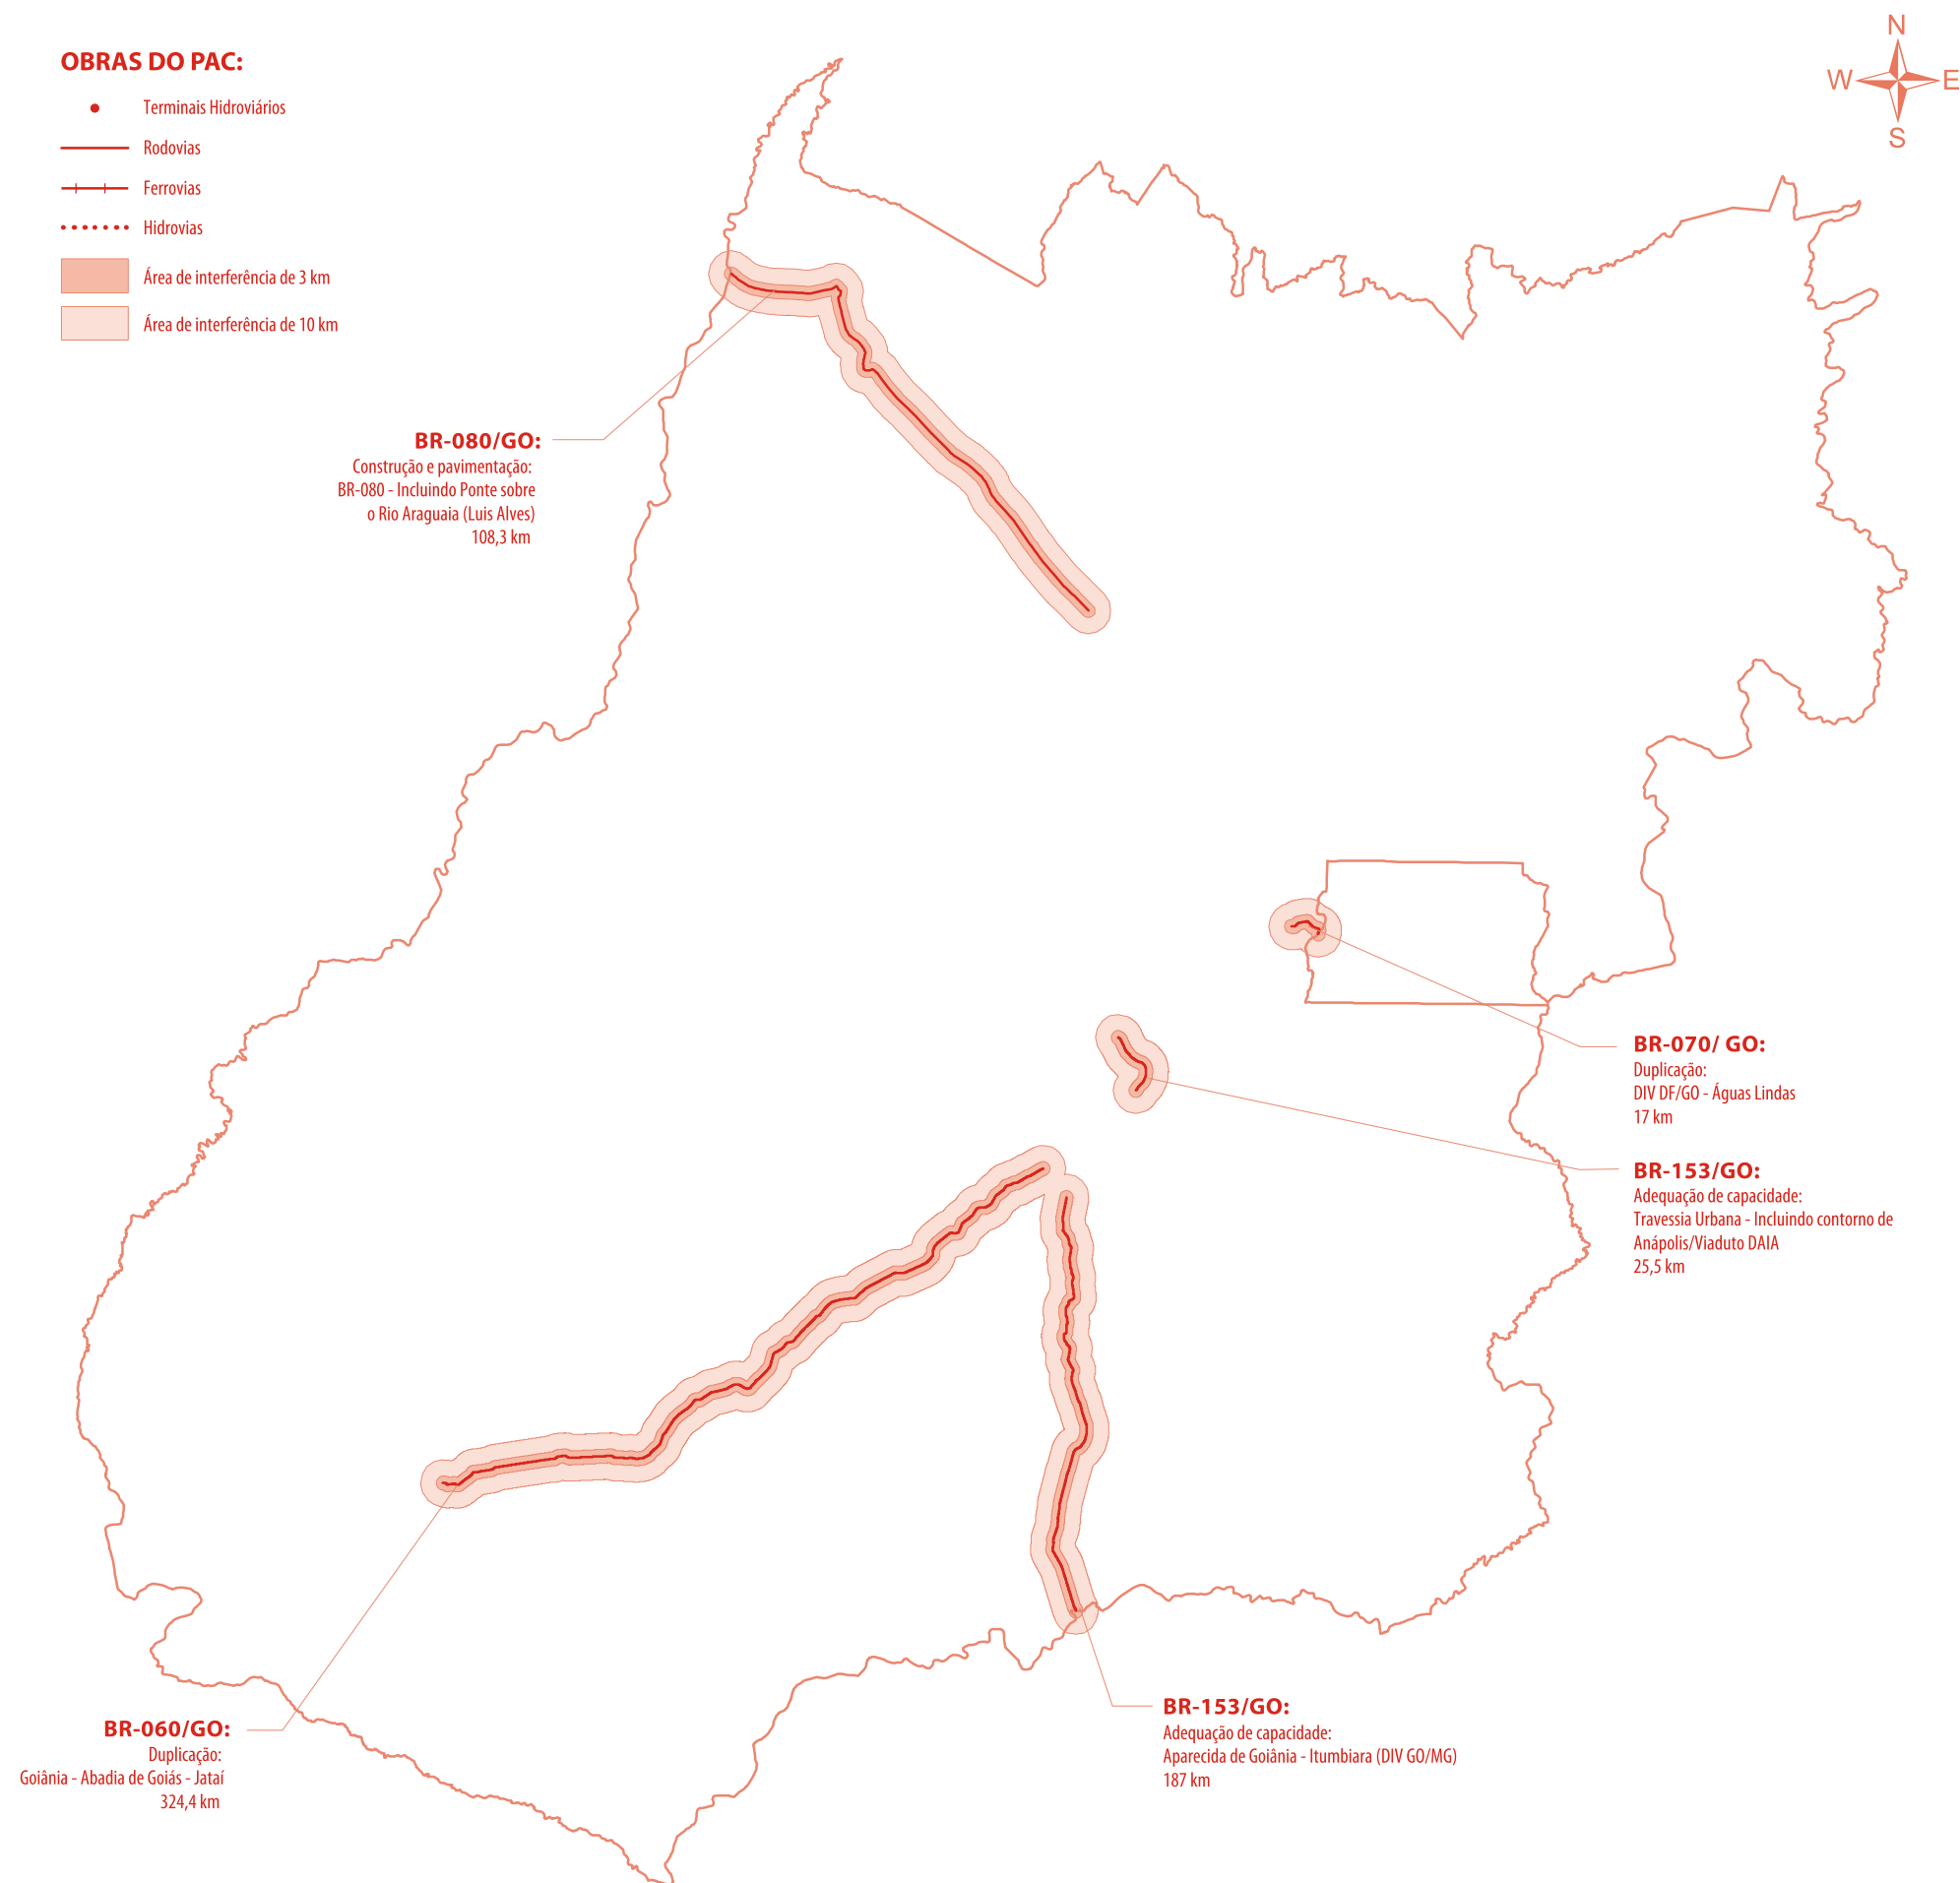 OBRAS DO PAC:
Terminais Hidroviários
Rodovias
Ferrovias
Hidrovias
Área de interferência de 3 km
Área de interferência de 10 km
N
W
E
S
BR-080/GO:
Construção e pavimentação:
BR-080 - Incluindo Ponte sobre
o Rio Araguaia (Luis Alves)
108,3 km
BR-070/ GO:
Duplicação:
DIV DF/GO - Águas Lindas
17 km
BR-153/GO:
Adequação de capacidade:
Travessia Urbana - Incluindo contorno de
Anápolis/Viaduto DAIA
25,5 km
BR-153/GO:
Adequação de capacidade:
Aparecida de Goiânia - Itumbiara (DIV GO/MG)
187 km
BR-060/GO:
Duplicação:
Goiânia - Abadia de Goiás - Jataí
324,4 km